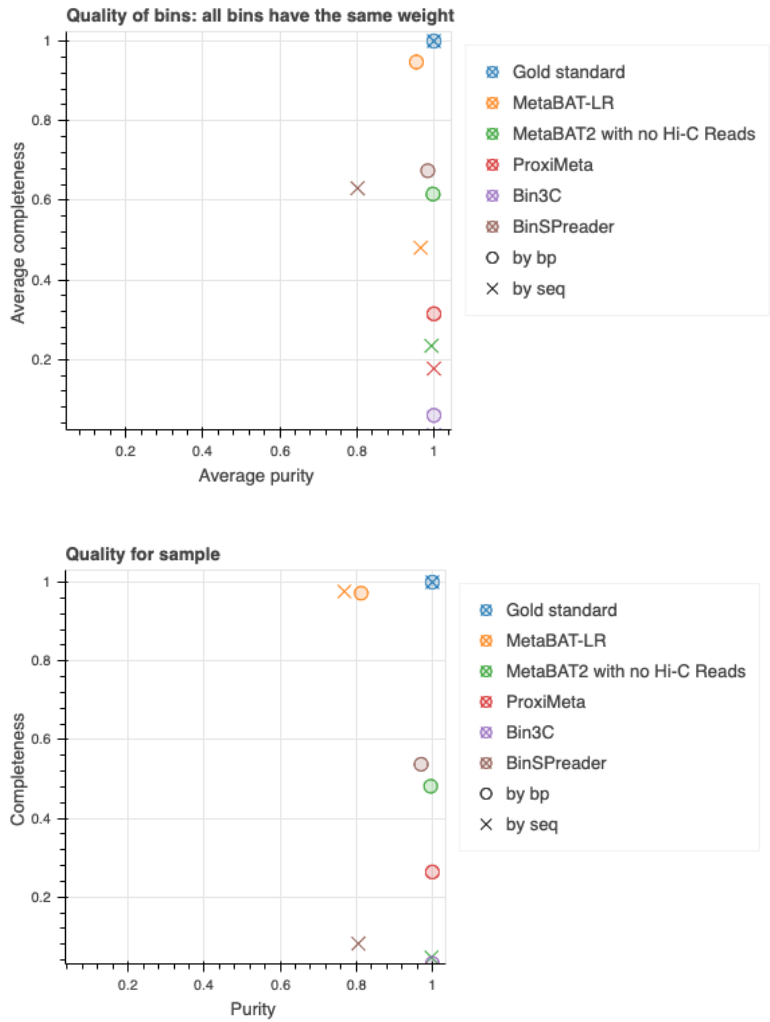 Quality of bins: all bins have the same weight
1
0.8
0.6
0.4
0.2
Average completeness
0.2 0.4 0.6 0.8 1
Average purity
Gold standard
MetaBAT-LR
MetaBAT2 with no Hi-C Reads
ProxiMeta
Bin3C
BinSPreader
by bp
by seq
Quality for sample
1
0.8
0.6
0.4
0.2
Completeness
0.2 0.4 0.6 0.8 1
Purity
Gold standard
MetaBAT-LR
MetaBAT2 with no Hi-C Reads
ProxiMeta
Bin3C
BinSPreader
by bp
by seq